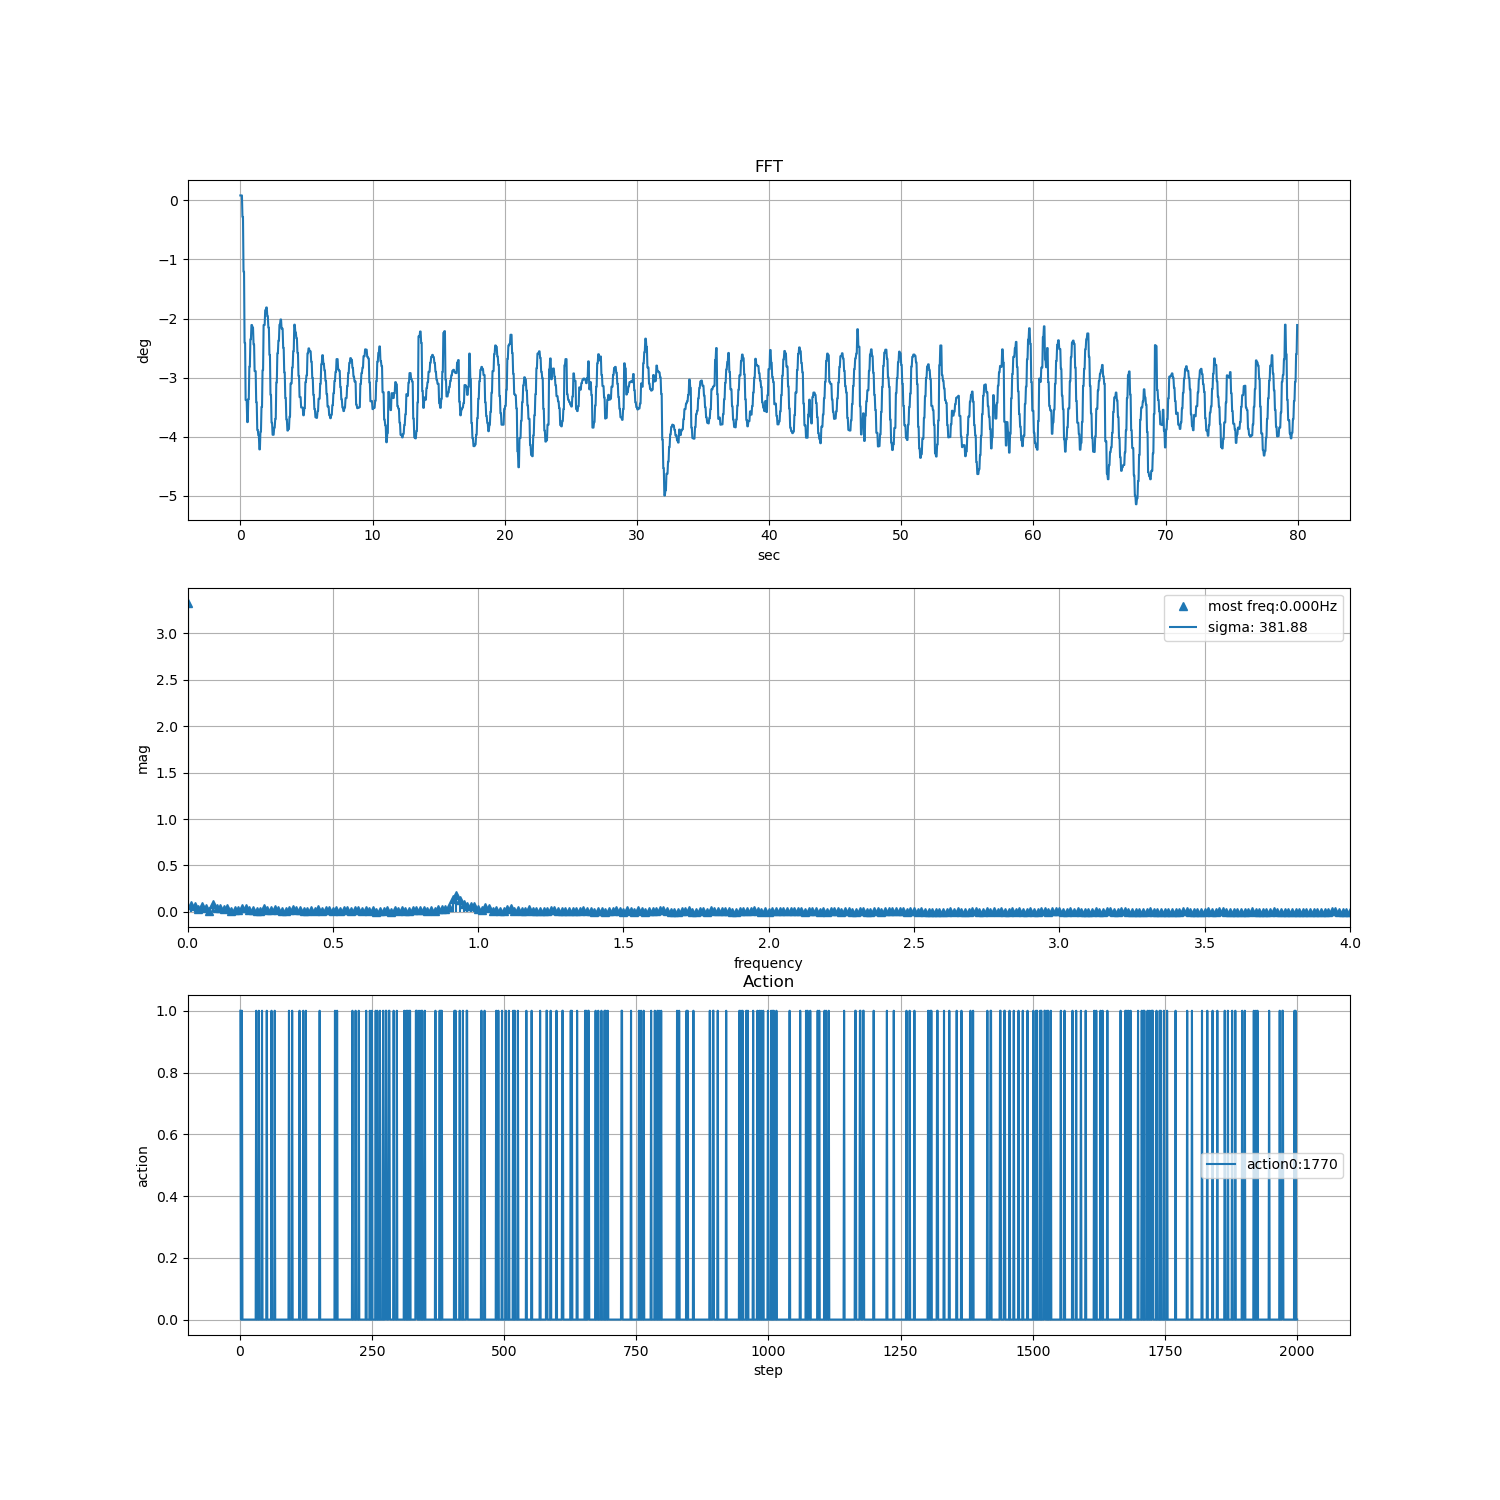 FFT
0
−1
−2
−3
−4
−5
deg
0 10 20 30 40 50 60 70 80
sec
most freq:0.000Hz
sigma: 381.88
3.0
2.5
2.0
1.5
1.0
0.5
0.0
mag
0.0 0.5 1.0 1.5 2.0 2.5 3.0 3.5 4.0
frequency
Action
1.0
0.8
0.6
0.4
0.2
0.0
action
action0:1770
0 250 500 750 1000 1250 1500 1750 2000
step